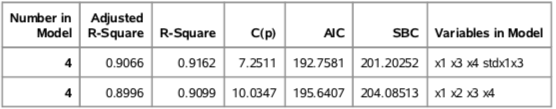 Number in Model Adjusted R-Square R-Square C(p) AIC SBC Variables in Model
4 0.9066 0.9162 7.2511 192.7581 201.20252 x1 x3 x4 stdx1x3
4 0.8996 0.9099 10.0347 195.6407 204.08513 x1 x2 x3 x4